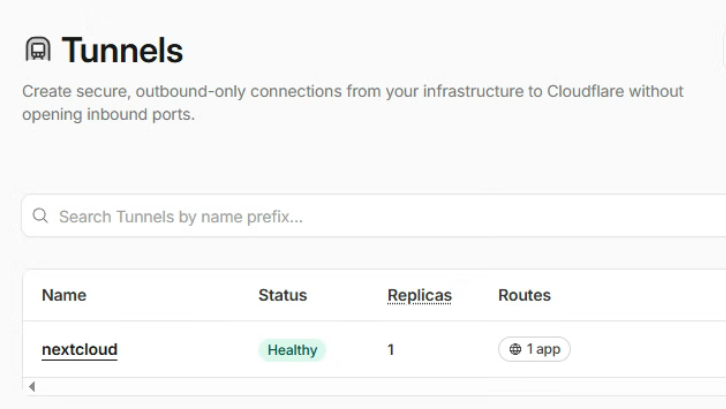 Tunnels
Create secure, outbound-only connections from your infrastructure to Cloudflare without
opening inbound ports.
Search Tunnels by name prefix...
Name Status Replicas Routes
nextcloud Healthy 1 1 app